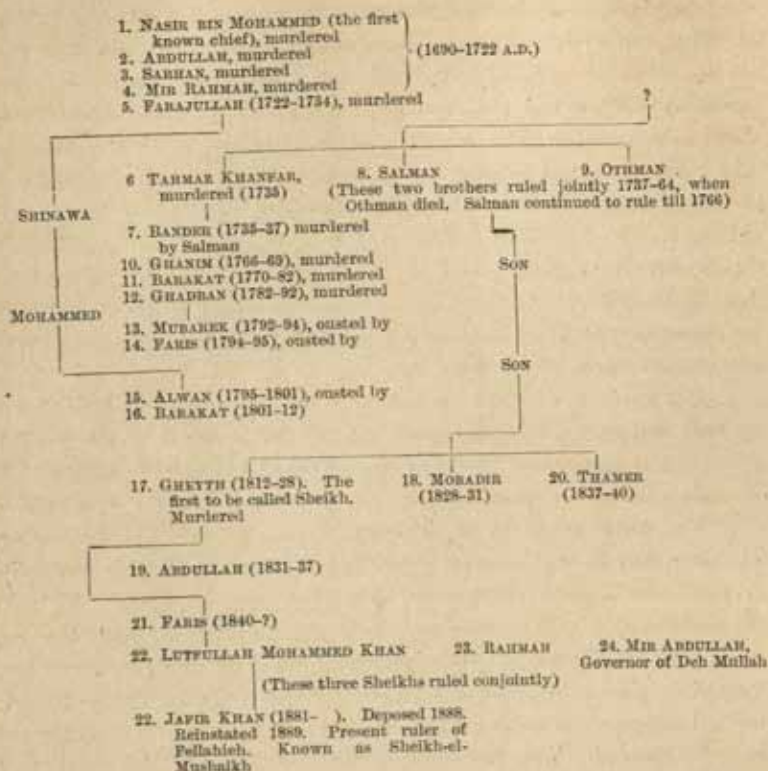 1. NASIR BIN MOHAMMED (the first
known chief), murdered
2. ABDULLAH, murdered
3. SARHAN, murdered
4. MIR RAHMAH, murdered
(1690–1722 A.D.)
5. FARAJULLAH (1722–1734), murdered
?
6 TAHMAR KHANFAR,
murdered (1735)
8. SALMAN
9. OTHMAN
(These two brothers ruled jointly 1737–64, when
Othman died. Salman continued to rule till 1766)
SHINAWA
7. BANDER (1735–37) murdered
by Salman
10. GHANIM (1766–69), murdered
SON
11. BARAKAT (1770–82), murdered
12. GHADBAN (1782–92), murdered
MOHAMMED
13. MUBAREK (1792–94), ousted by
14. FARIS (1794–95), ousted by
SON
15. ALWAN (1795–1801), ousted by
16. BARAKAT (1801–12)
17. GHEYTH (1812–28). The
first to be called Sheikh.
Murdered
18. MOBADIR
(1828–31)
20. THAMER
(1837–40)
19. ABDULLAH (1831–37)
21. FARIS (1840–?)
22. LUTFULLAH MOHAMMED KHAN
23. RAHMAH
24. MIR ABDULLAH,
Governor of Deh Mullah
(These three Sheikhs ruled conjointly)
22. JAFIR KHAN (1881– ). Deposed 1888.
Reinstated 1889. Present ruler of
Fellahieh. Known as Sheikh-el-
Mushaikh